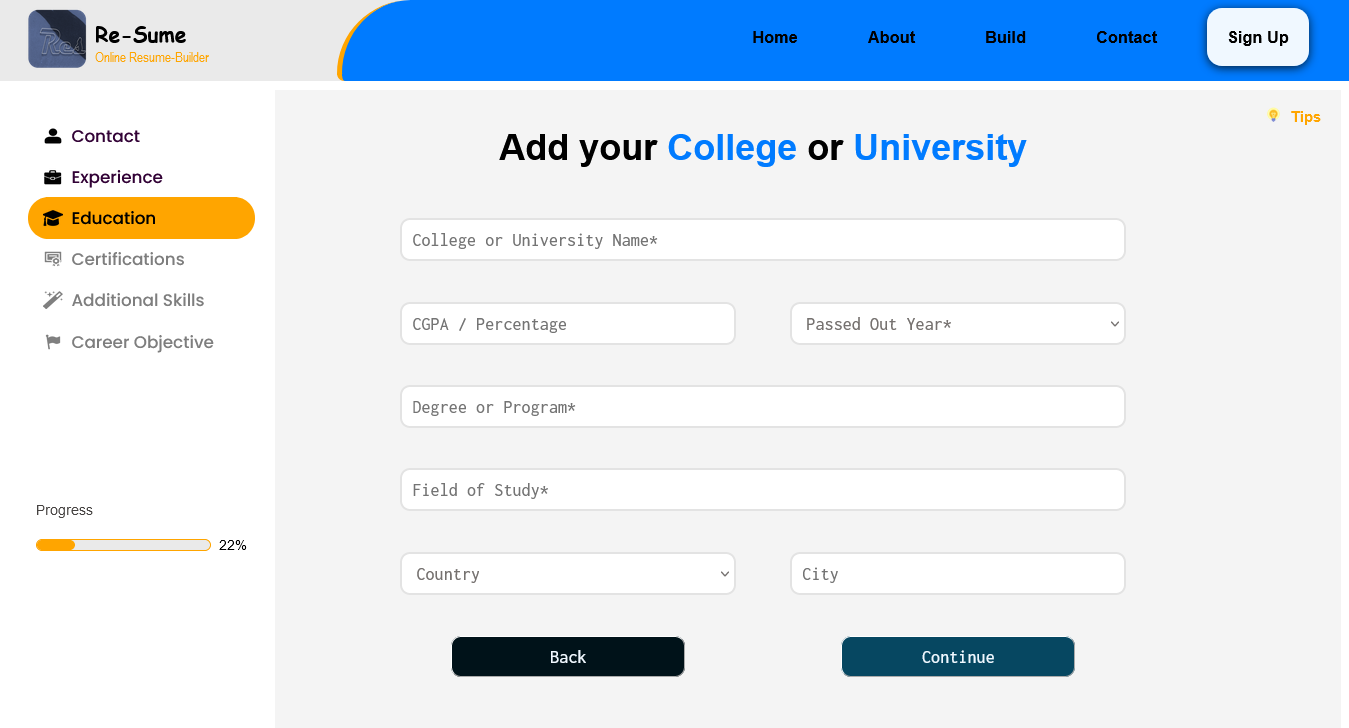 Res
Re-Sume
Online Resume-Builder
Home
About
Build
Contact
Sign Up
Contact
Experience
Education
Certifications
Additional Skills
Career Objective
Progress
22%
Tips
Add your College or University
College or University Name*
CGPA / Percentage
Passed Out Year*
Degree or Program*
Field of Study*
Country
City
Back
Continue